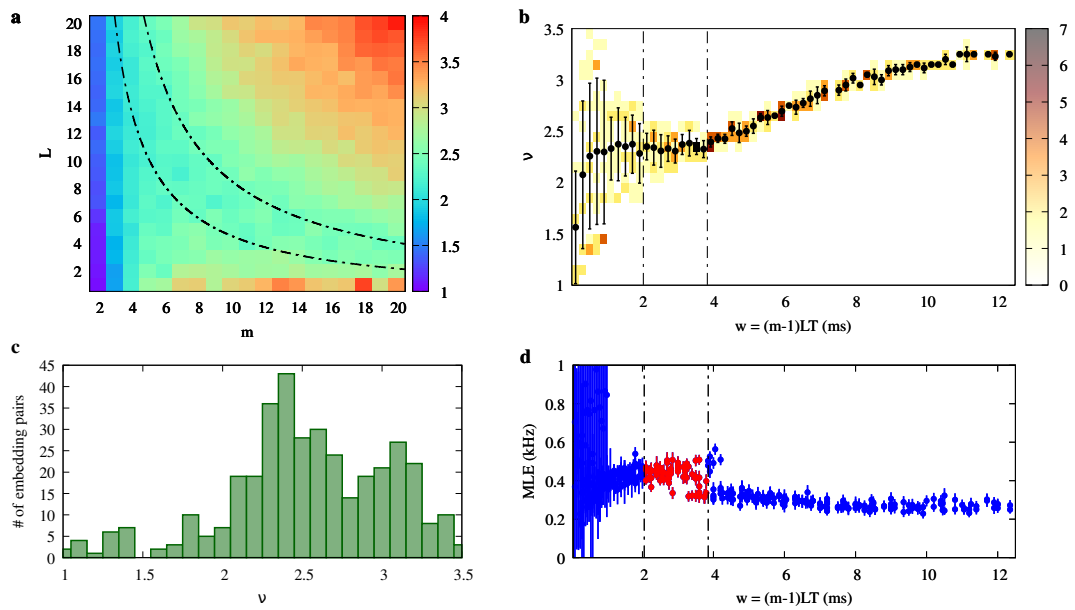 a
L
20
18
16
14
12
10
8
6
4
2
2 4 6 8 10 12 14 16 18 20
m
4
3.5
3
2.5
2
1.5
1
b
ν
3.5
3
2.5
2
1.5
1
0 2 4 6 8 10 12
w = (m-1)LT (ms)
7
6
5
4
3
2
1
0
c
# of embedding pairs
45
40
35
30
25
20
15
10
5
0
1 1.5 2 2.5 3 3.5
ν
d
MLE (kHz)
1
0.8
0.6
0.4
0.2
0
0 2 4 6 8 10 12
w = (m-1)LT (ms)